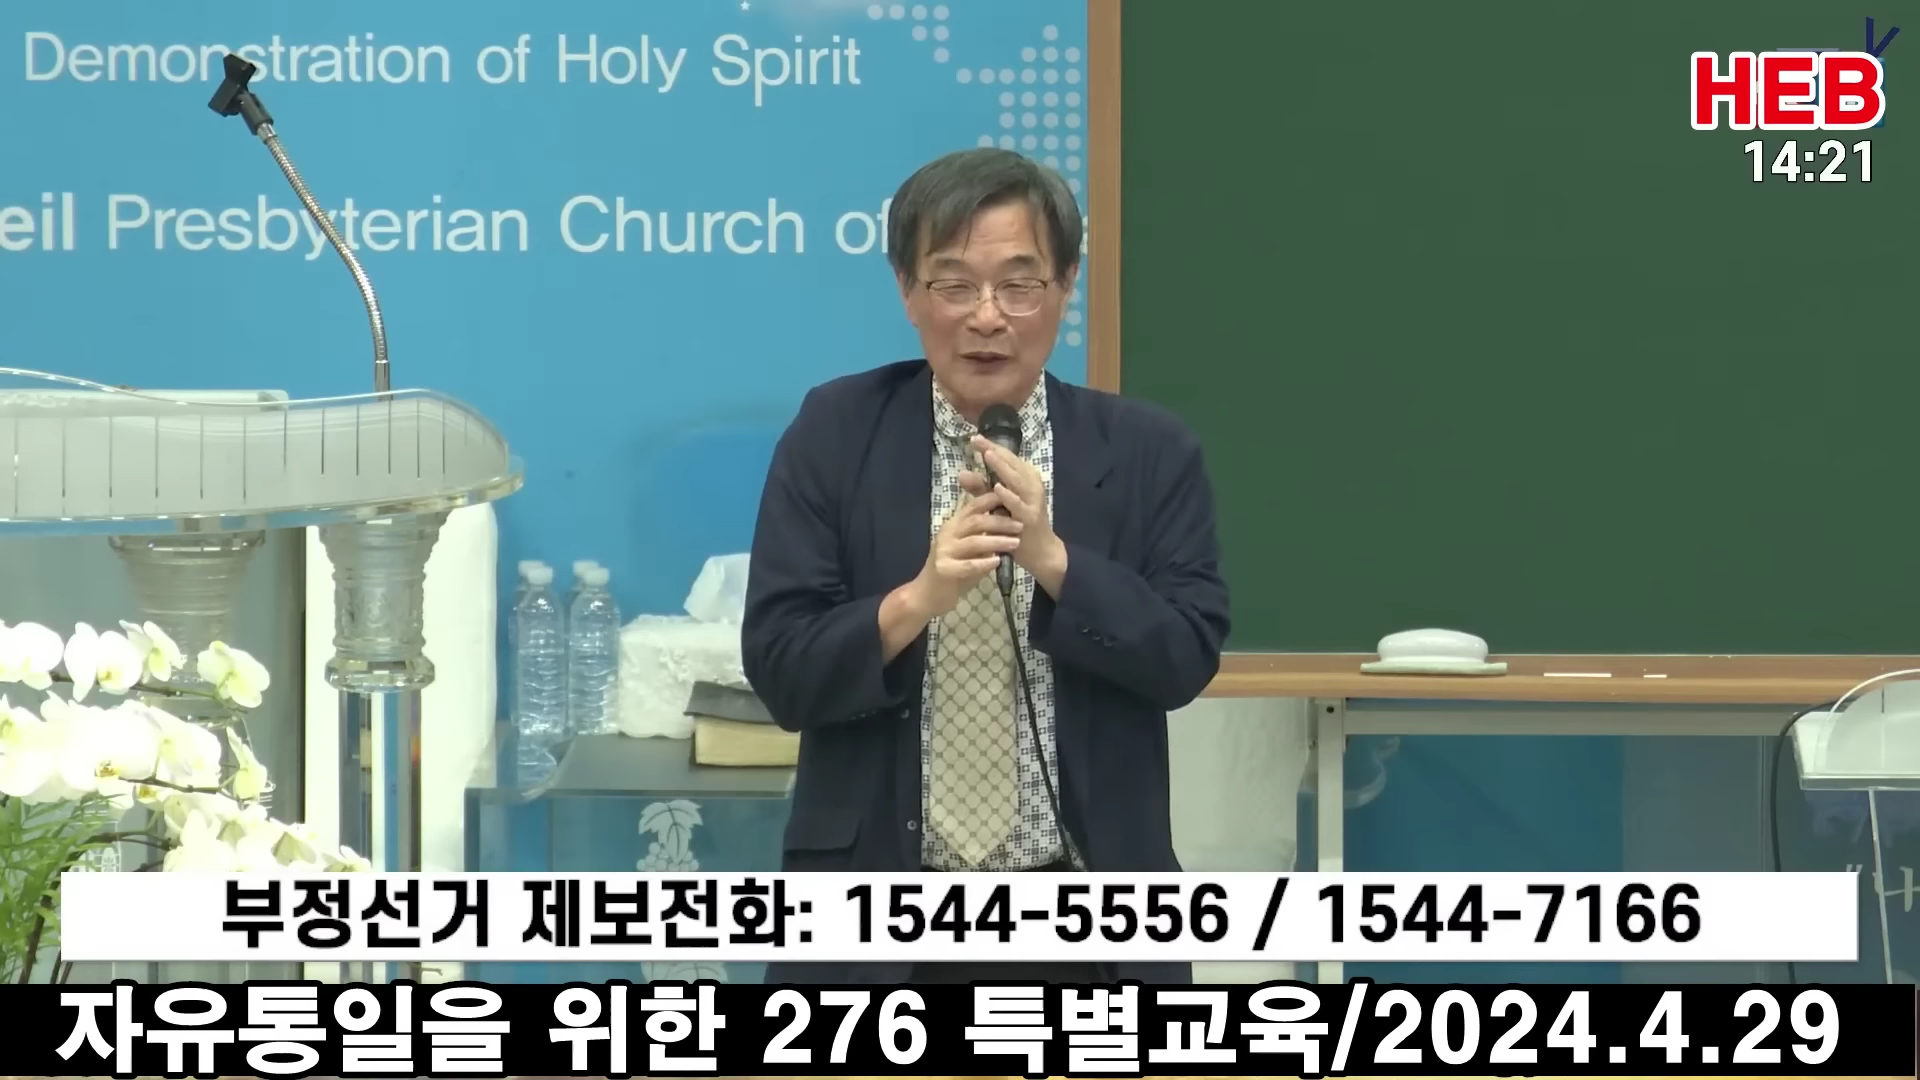 Demonstration of Holy Spirit
HEB
14:21
eil Presbyterian Church of
부정선거 제보전화: 1544-5556 / 1544-7166
자유통일을 위한 276 특별교육/2024.4.29